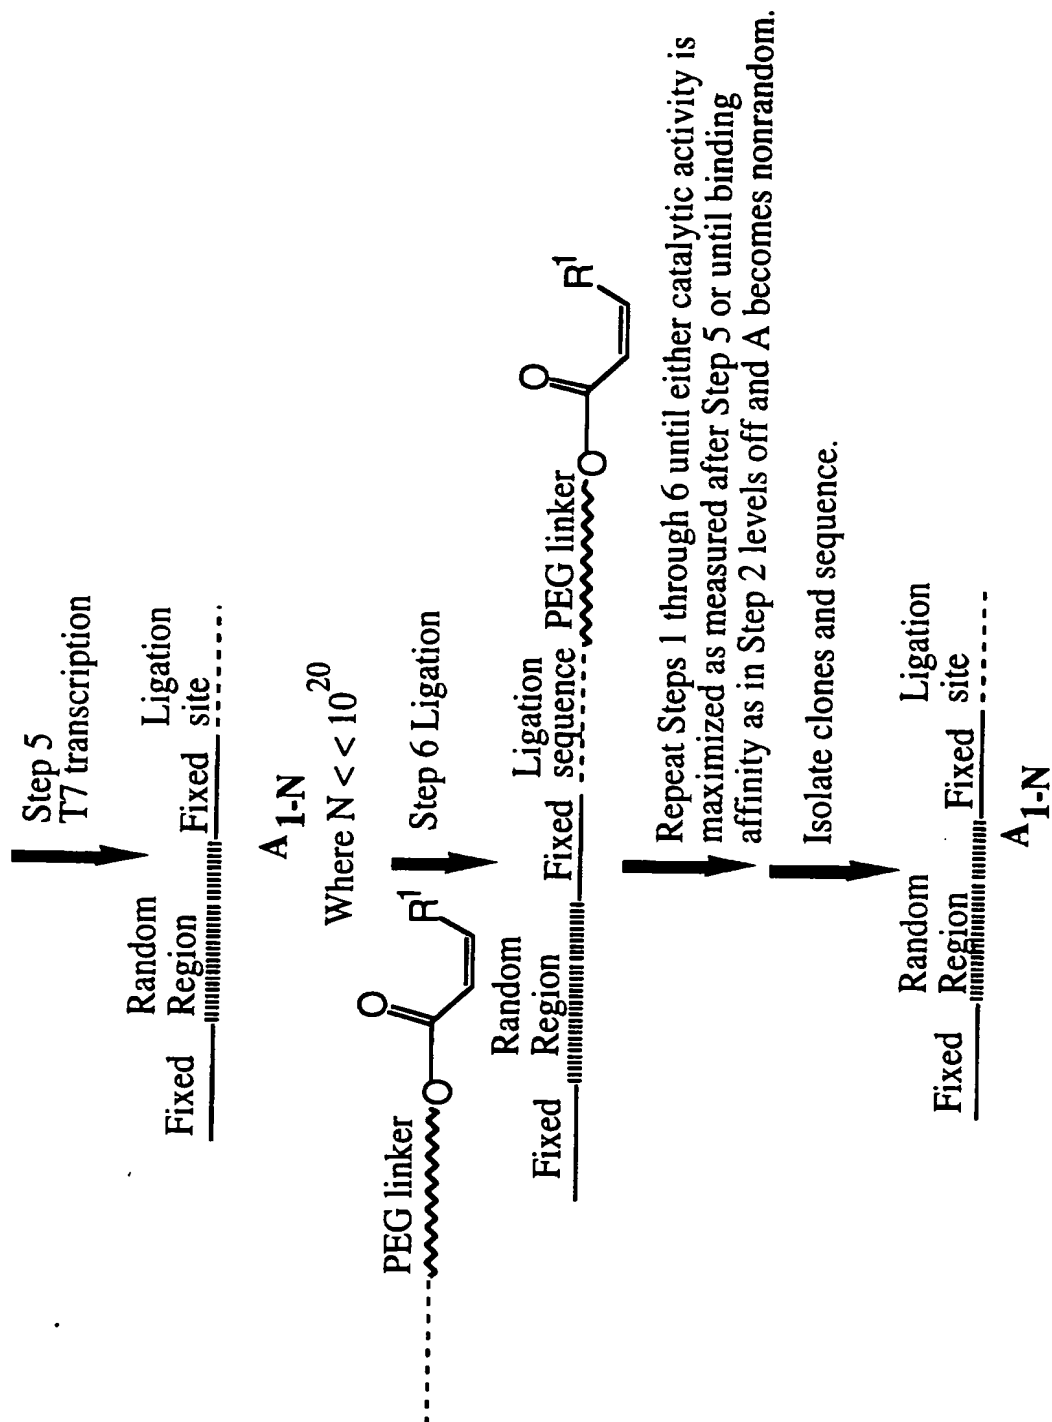 Step 5
T7 transcription
Random
Region
Ligation
site
Fixed
Fixed
A 1-N
Where N < < 10^20
PEG linker
O
O
R1
Step 6 Ligation
Random
Region
Ligation
sequence
Fixed
Fixed
PEG linker
O
O
R1
Repeat Steps 1 through 6 until either catalytic activity is
maximized as measured after Step 5 or until binding
affinity as in Step 2 levels off and A becomes nonrandom.
Isolate clones and sequence.
Random
Region
Ligation
site
Fixed
Fixed
A 1-N